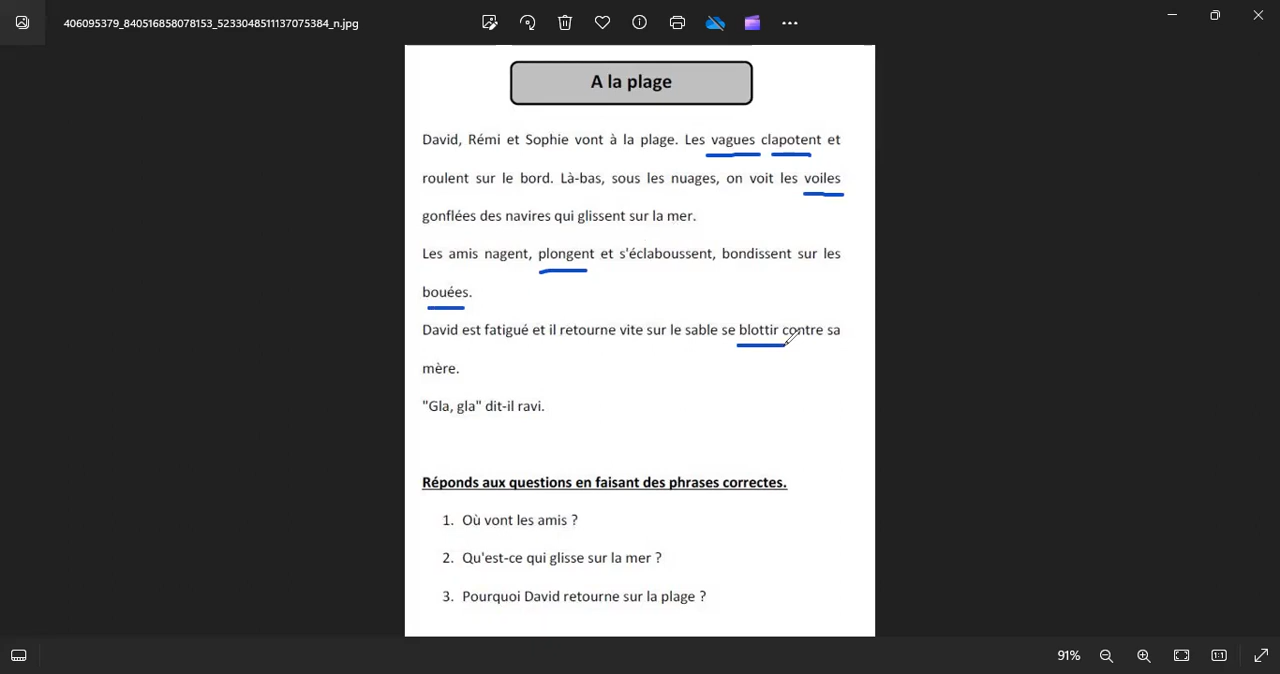 406095379_840516858078153_5233048511137075384_n.jpg
A la plage
David, Rémi et Sophie vont à la plage. Les vagues clapotent et
roulent sur le bord. Là-bas, sous les nuages, on voit les voiles
gonflées des navires qui glissent sur la mer.
Les amis nagent, plongent et s'éclaboussent, bondissent sur les
bouées.
David est fatigué et il retourne vite sur le sable se blottir contre sa
mère.
"Gla, gla" dit-il ravi.
Réponds aux questions en faisant des phrases correctes.
1. Où vont les amis ?
2. Qu'est-ce qui glisse sur la mer ?
3. Pourquoi David retourne sur la plage ?
91%